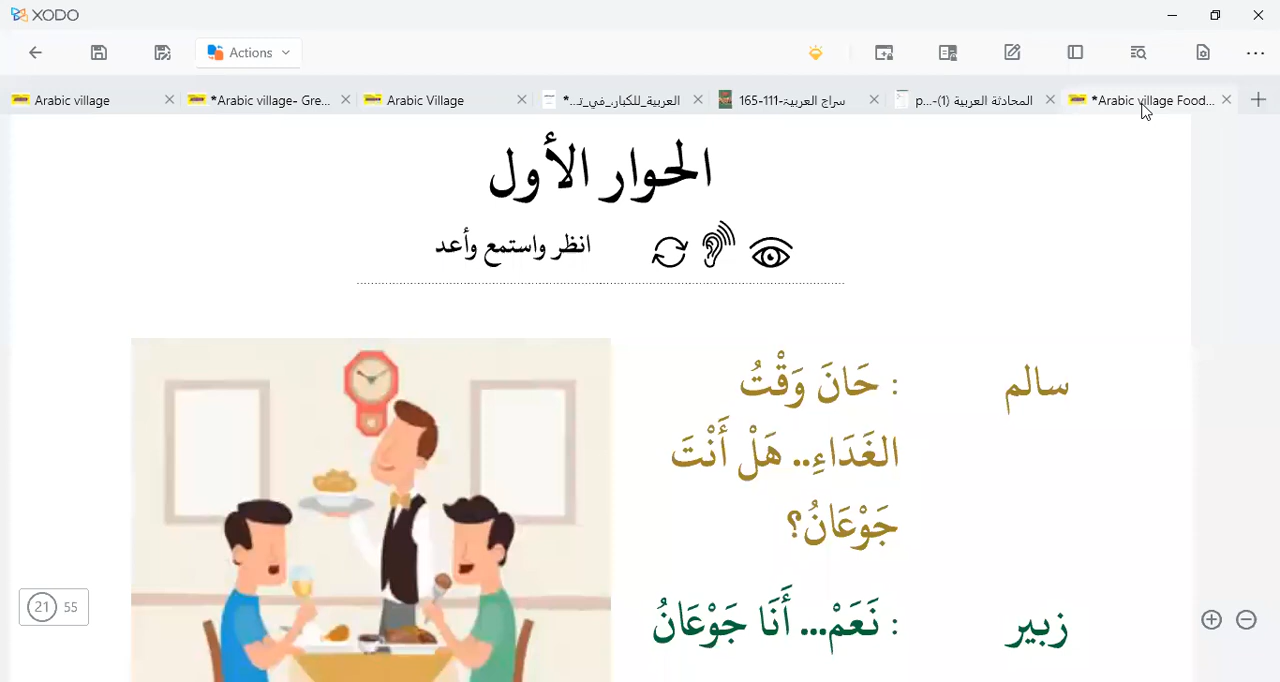 XODO
Actions
Arabic village
*Arabic village- Gre...
Arabic Village
*...العربية_للكبار_في_تـ
سراج العربية-111-165
المحادثة العربية (1)-...p
*Arabic village Food...
الحوار الأول
انظر واستمع وأعد
سالم : حَانَ وَقْتُ
الغَدَاءِ.. هَلْ أَنْتَ
جَوْعَانُ؟
زبير : نَعَمْ... أَنَا جَوْعَانُ
21 55